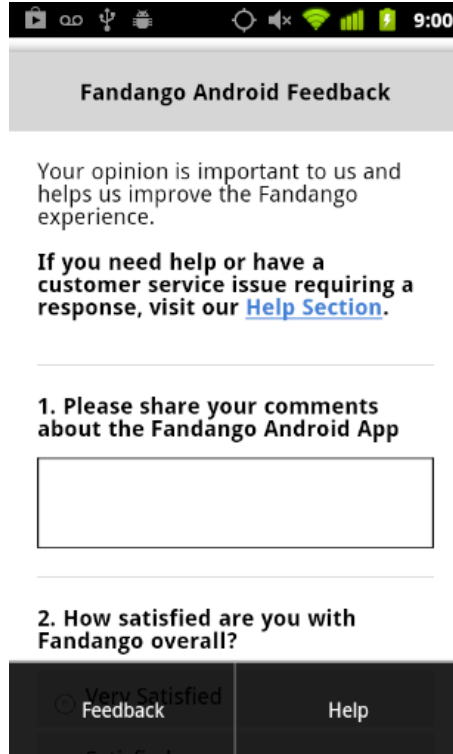 9:00
Fandango Android Feedback
Your opinion is important to us and
helps us improve the Fandango
experience.
If you need help or have a
customer service issue requiring a
response, visit our Help Section.
1. Please share your comments
about the Fandango Android App
2. How satisfied are you with
Fandango overall?
Very Satisfied
Feedback
Help